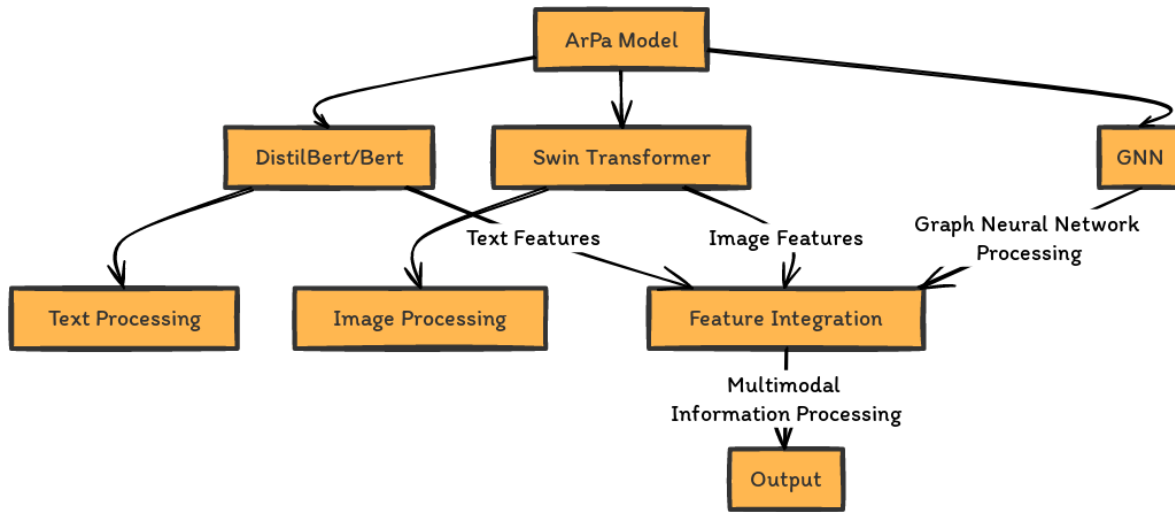 ArPa Model
DistilBert/Bert
Swin Transformer
GNN
Text Features
Image Features
Graph Neural Network
Processing
Text Processing
Image Processing
Feature Integration
Multimodal
Information Processing
Output